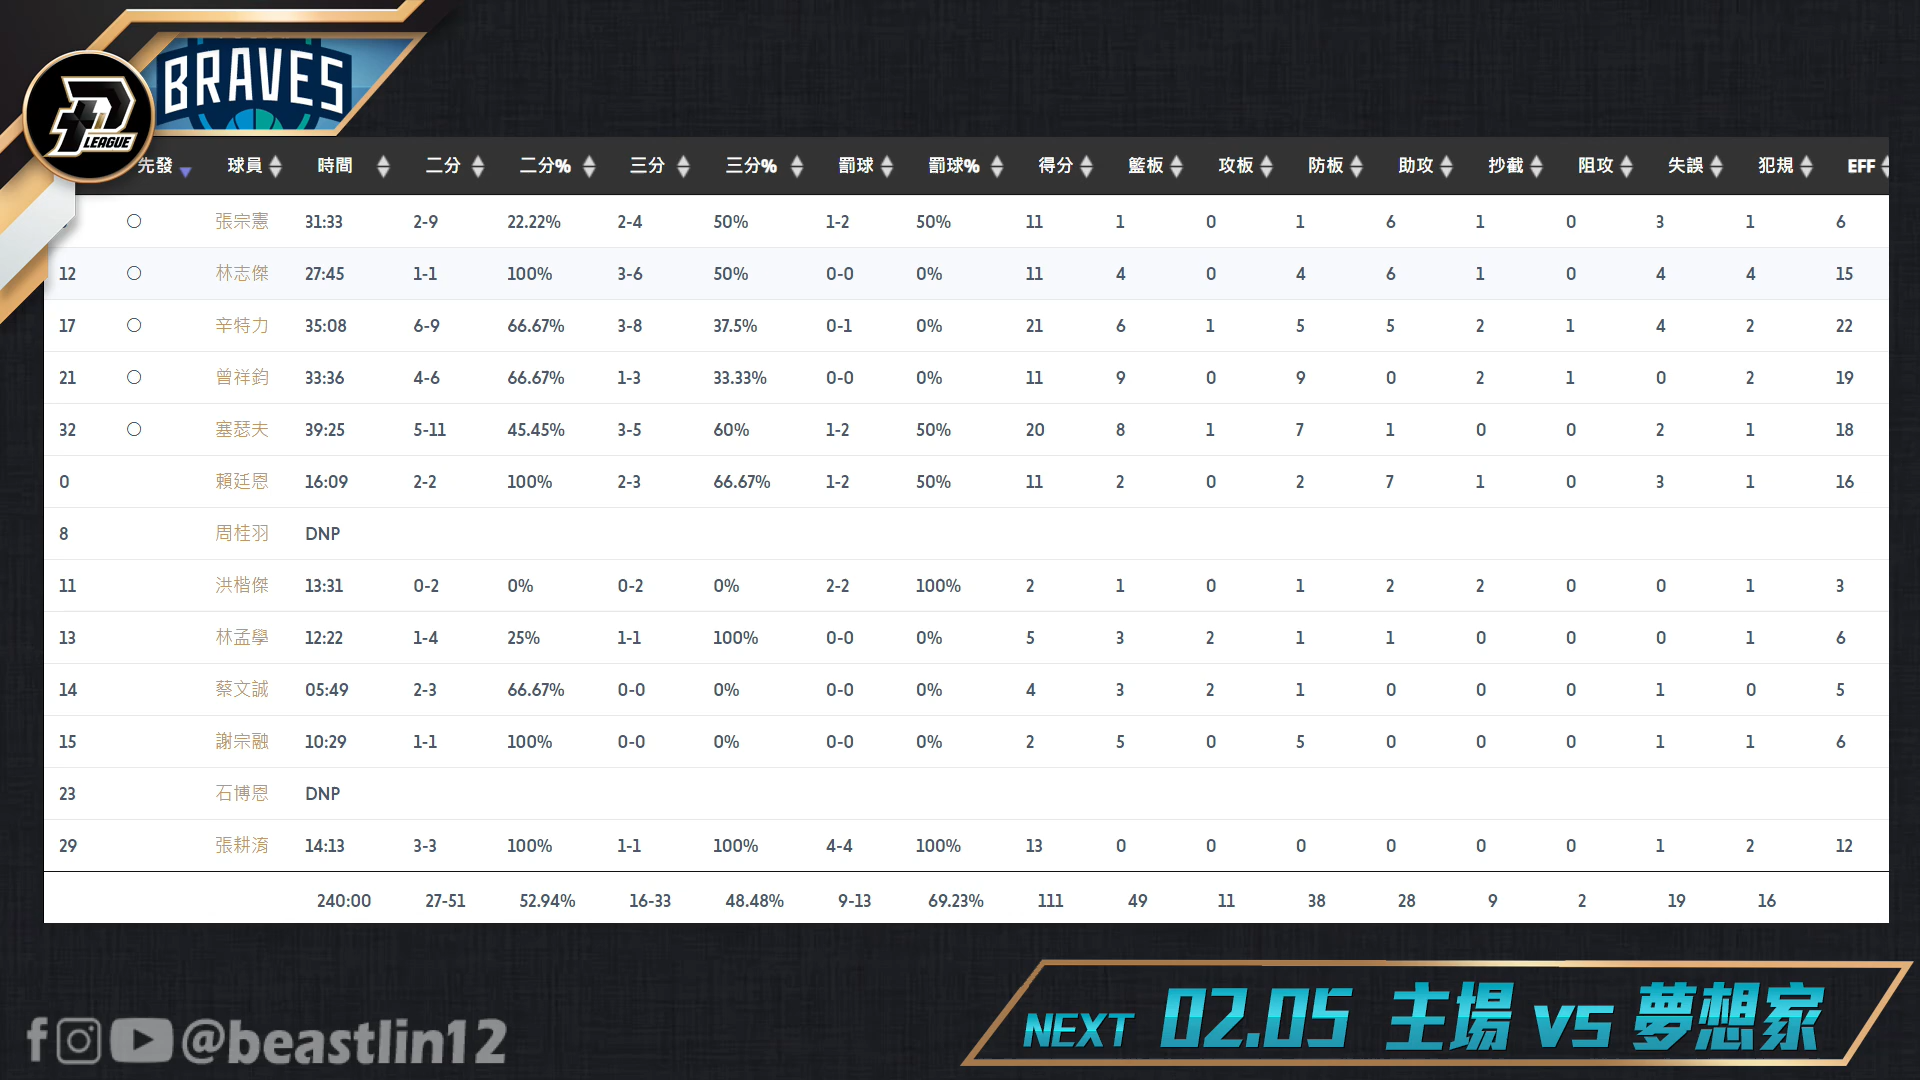 BRAVES
P LEAGUE
先發 球員 時間 二分 二分% 三分 三分% 罰球 罰球% 得分 籃板 攻板 防板 助攻 抄截 阻攻 失誤 犯規 EFF
張宗憲 31:33 2-9 22.22% 2-4 50% 1-2 50% 11 1 0 1 6 1 0 3 1 6
12 林志傑 27:45 1-1 100% 3-6 50% 0-0 0% 11 4 0 4 6 1 0 4 4 15
17 辛特力 35:08 6-9 66.67% 3-8 37.5% 0-1 0% 21 6 1 5 5 2 1 4 2 22
21 曾祥鈞 33:36 4-6 66.67% 1-3 33.33% 0-0 0% 11 9 0 9 0 2 1 0 2 19
32 塞瑟夫 39:25 5-11 45.45% 3-5 60% 1-2 50% 20 8 1 7 1 0 0 2 1 18
0 賴廷恩 16:09 2-2 100% 2-3 66.67% 1-2 50% 11 2 0 2 7 1 0 3 1 16
8 周桂羽 DNP
11 洪楷傑 13:31 0-2 0% 0-2 0% 2-2 100% 2 1 0 1 2 2 0 0 1 3
13 林孟學 12:22 1-4 25% 1-1 100% 0-0 0% 5 3 2 1 1 0 0 0 1 6
14 蔡文誠 05:49 2-3 66.67% 0-0 0% 0-0 0% 4 3 2 1 0 0 0 1 0 5
15 謝宗融 10:29 1-1 100% 0-0 0% 0-0 0% 2 5 0 5 0 0 0 1 1 6
23 石博恩 DNP
29 張耕淯 14:13 3-3 100% 1-1 100% 4-4 100% 13 0 0 0 0 0 0 1 2 12
240:00 27-51 52.94% 16-33 48.48% 9-13 69.23% 111 49 11 38 28 9 2 19 16
NEXT 02.05 主場 vs 夢想家
@beastlin12